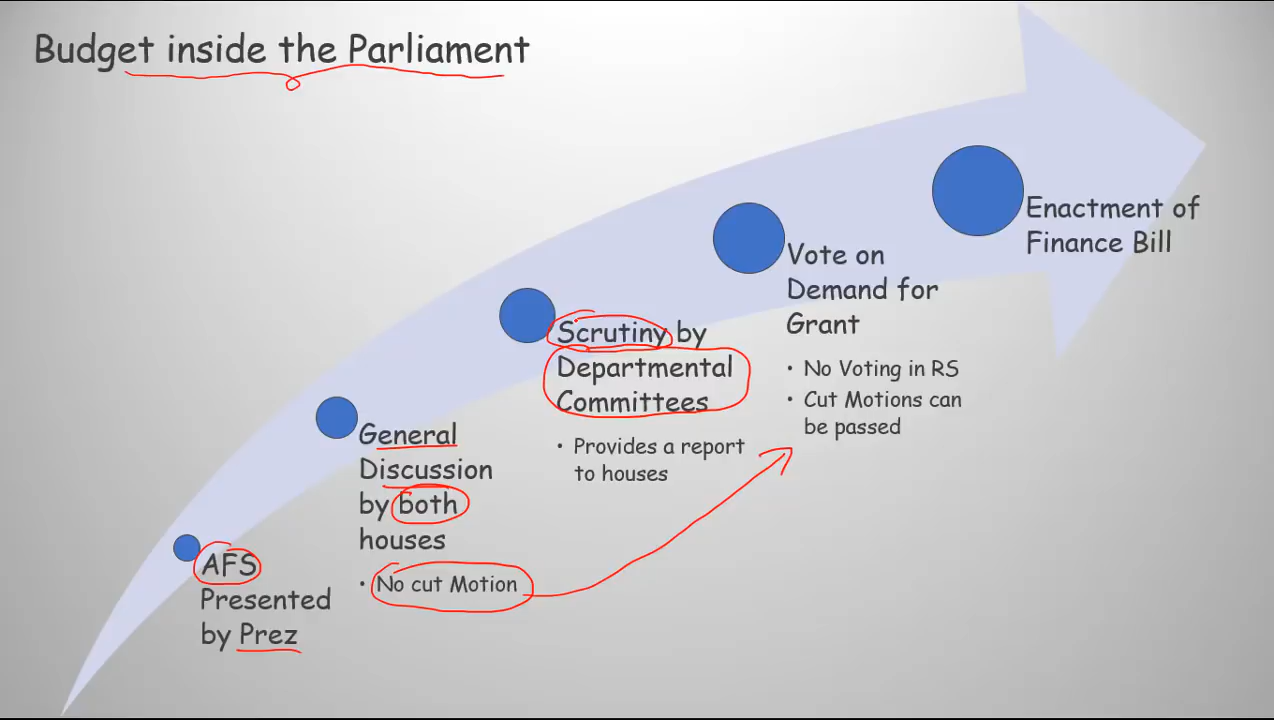 Budget inside the Parliament
AFS
Presented
by Prez
General
Discussion
by both
houses
• No cut Motion
Scrutiny by
Departmental
Committees
• Provides a report
to houses
Vote on
Demand for
Grant
• No Voting in RS
• Cut Motions can
be passed
Enactment of
Finance Bill